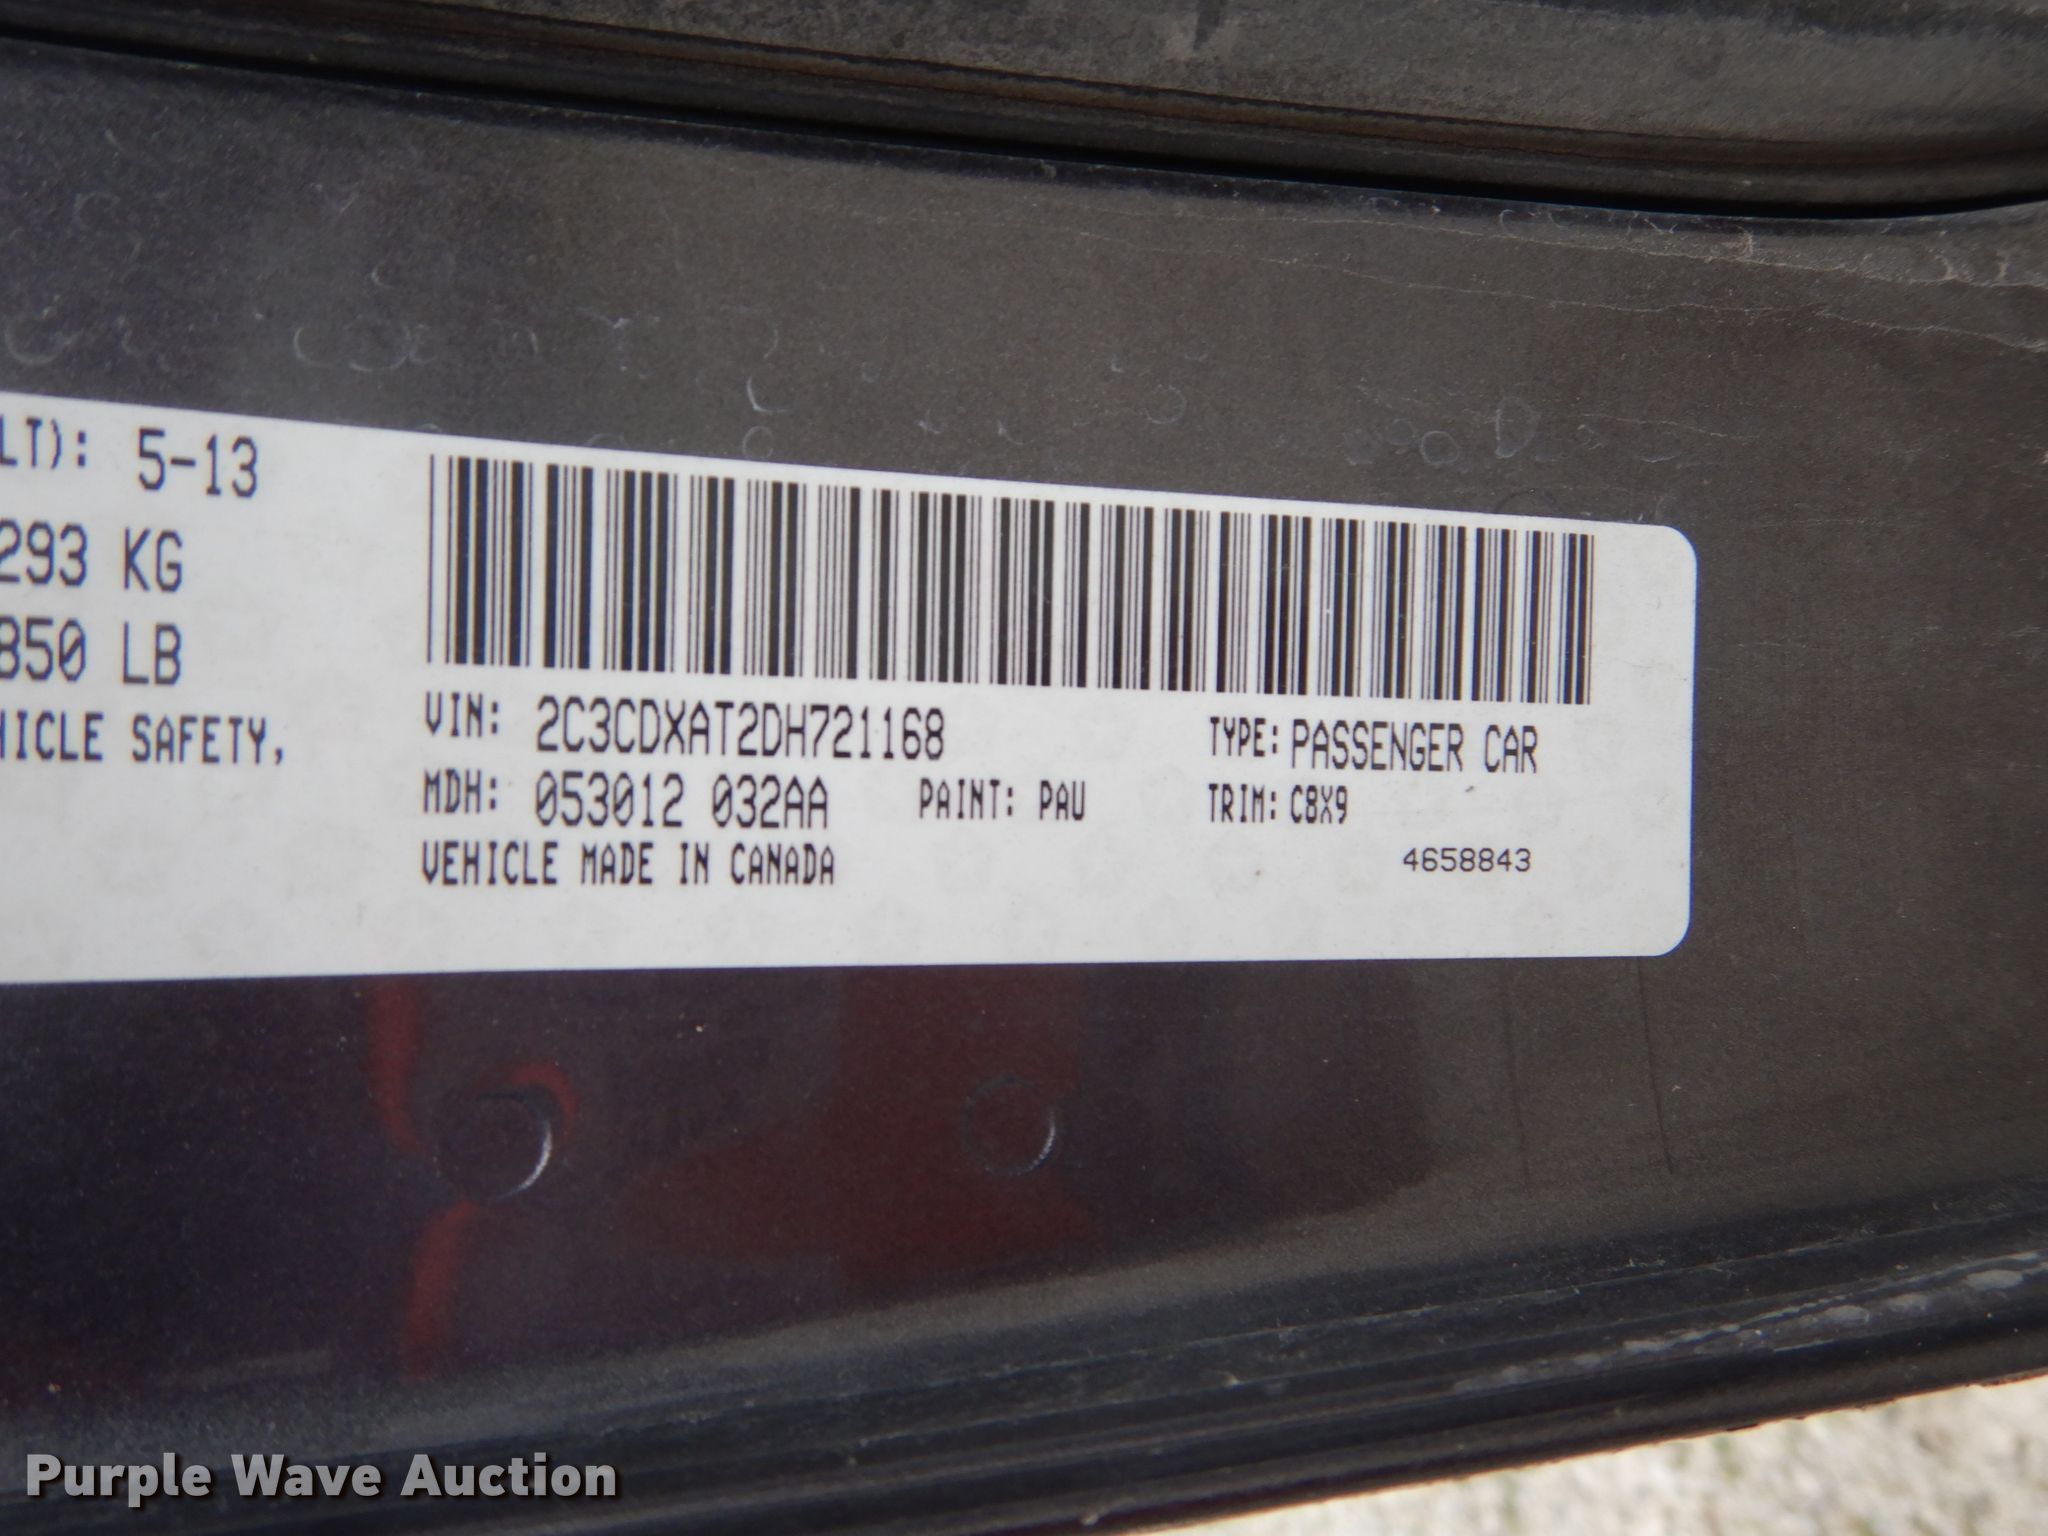 LT): 5-13
293 KG
850 LB
HICLE SAFETY,
VIN: 2C3CDXAT2DH721168 TYPE: PASSENGER CAR
MDH: 053012 032AA PAINT: PAU TRIM: C8X9
VEHICLE MADE IN CANADA 4658843
Purple Wave Auction